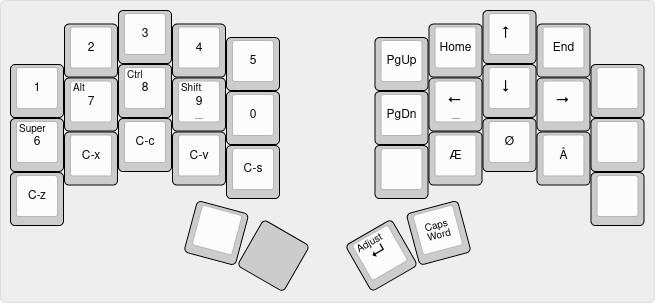 1
2
3
4
5
Super
6
Alt
7
Ctrl
8
Shift
9
_
0
C-z
C-x
C-c
C-v
C-s
PgUp
Home
↑
End
PgDn
←
_
↓
→
Æ
Ø
Å
Adjust
↵
Caps
Word